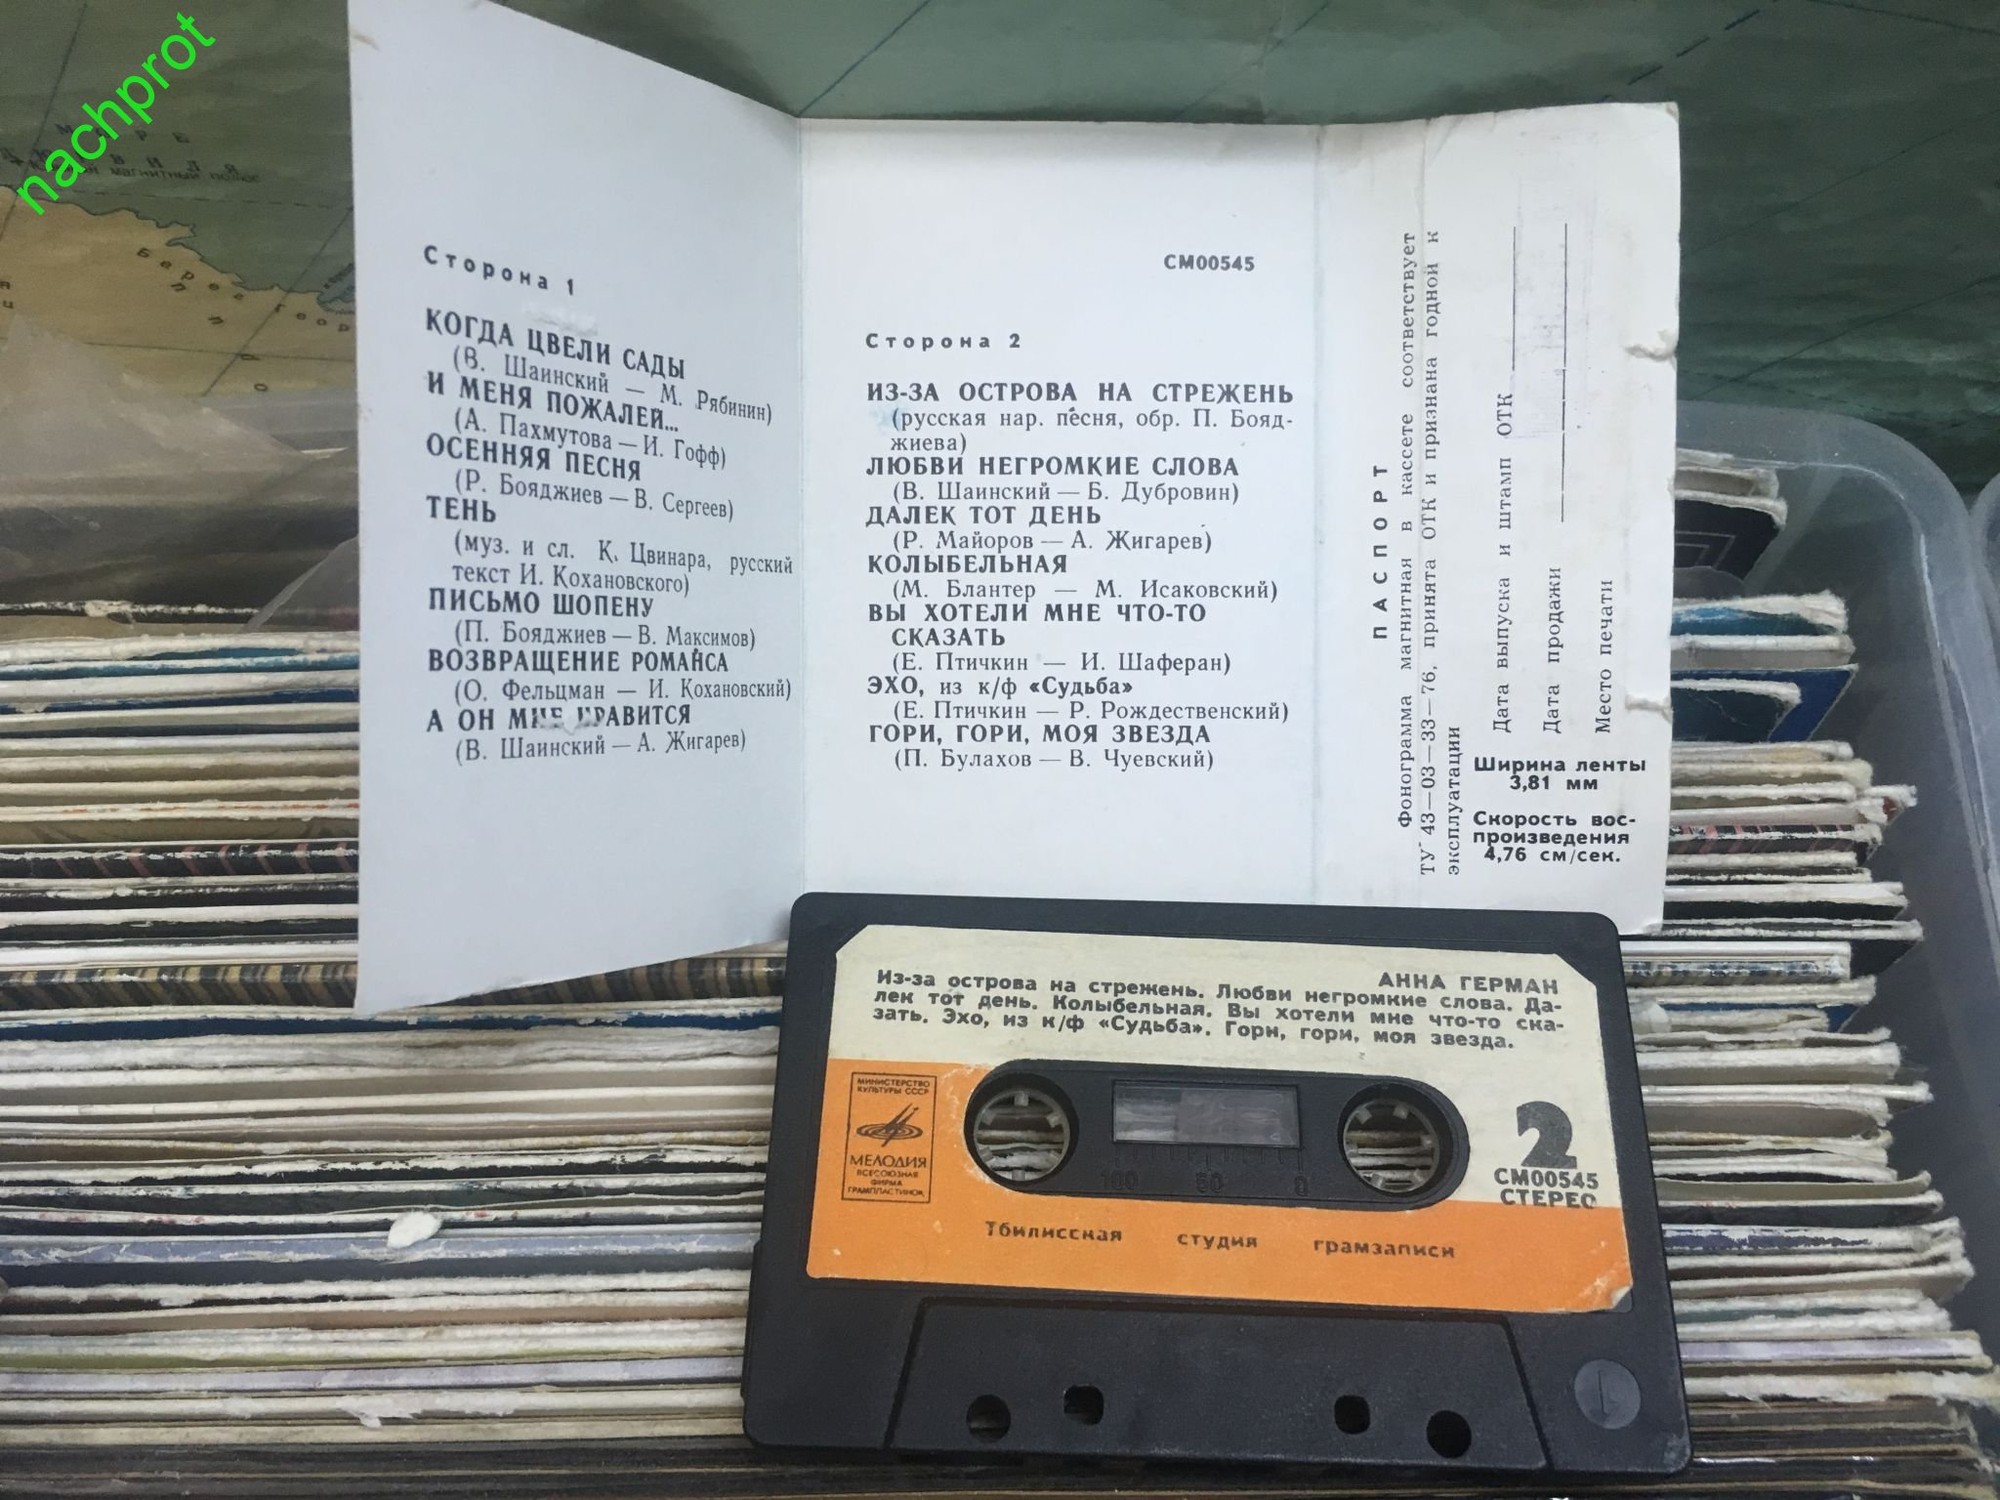 nachprot
Сторона 1
КОГДА ЦВЕЛИ САДЫ
(В. Шаинский — М. Рябинин)
И МЕНЯ ПОЖАЛЕЙ...
(А. Пахмутова — И. Гофф)
ОСЕННЯЯ ПЕСНЯ
(Р. Бояджиев — В. Сергеев)
ТЕНЬ
(муз. и сл. К. Цвинара, русский
текст И. Кохановского)
ПИСЬМО ШОПЕНУ
(П. Бояджиев — В. Максимов)
ВОЗВРАЩЕНИЕ РОМАНСА
(О. Фельцман — И. Кохановский)
А ОН МНЕ НРАВИТСЯ
(В. Шаинский — А. Жигарев)
СМ00545
Сторона 2
ИЗ-ЗА ОСТРОВА НА СТРЕЖЕНЬ
(русская нар. песня, обр. П. Бояд-
жиева)
ЛЮБВИ НЕГРОМКИЕ СЛОВА
(В. Шаинский — Б. Дубровин)
ДАЛЕК ТОТ ДЕНЬ
(Р. Майоров — А. Жигарев)
КОЛЫБЕЛЬНАЯ
(М. Блантер — М. Исаковский)
ВЫ ХОТЕЛИ МНЕ ЧТО-ТО
СКАЗАТЬ
(Е. Птичкин — И. Шаферан)
ЭХО, из к/ф «Судьба»
(Е. Птичкин — Р. Рождественский)
ГОРИ, ГОРИ, МОЯ ЗВЕЗДА
(П. Булахов — В. Чуевский)
ПАСПОРТ
Фонограмма магнитная в кассете соответствует
ТУ 43—03—33—76, принята ОТК и признана годной к
эксплуатации
Дата выпуска и штамп ОТК
Дата продажи
Место печати
Ширина ленты
3,81 мм
Скорость вос-
произведения
4,76 см/сек.
АННА ГЕРМАН
Из-за острова на стрежень. Любви негромкие слова. Да-
лек тот день. Колыбельная. Вы хотели мне что-то ска-
зать. Эхо, из к/ф «Судьба». Гори, гори, моя звезда.
МИНИСТЕРСТВО
КУЛЬТУРЫ СССР
МЕЛОДИЯ
ВСЕСОЮЗНАЯ
ФИРМА
ГРАМПЛАСТИНОК
100 50 0
2
СМ00545
СТЕРЕО
Тбилисская студия грамзаписи
1